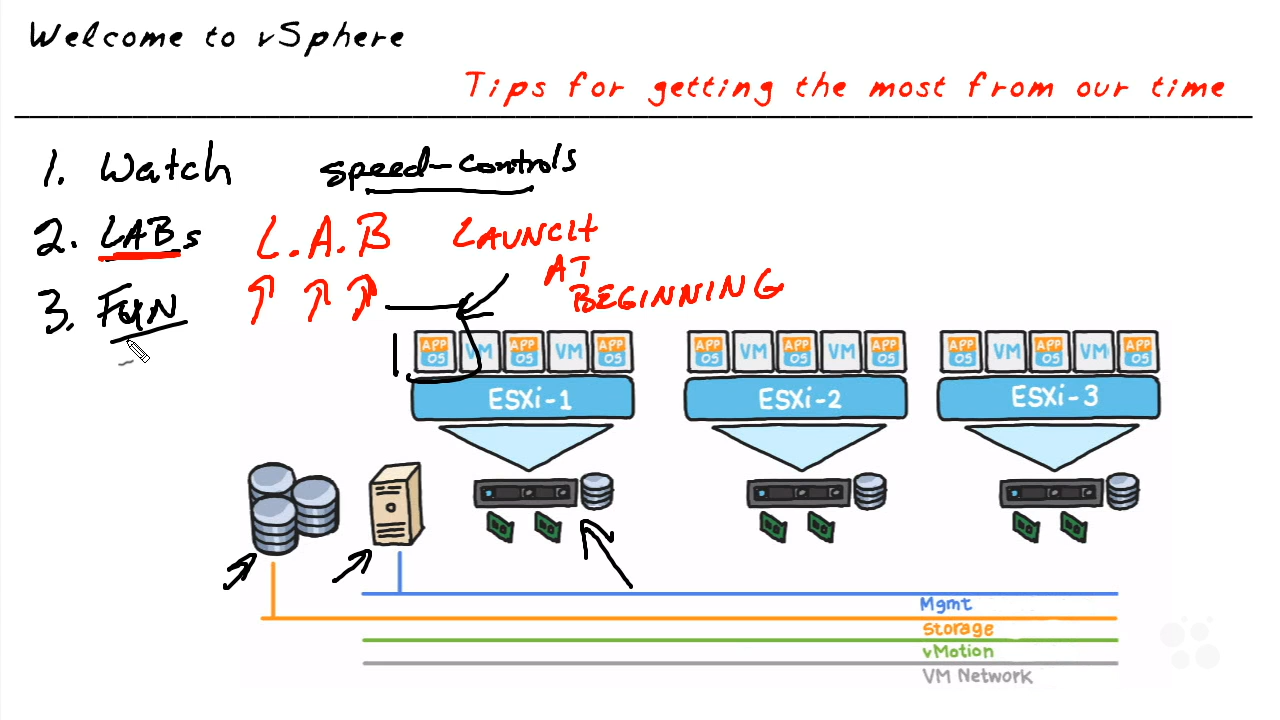 Welcome to vSphere
Tips for getting the most from our time
1. Watch speed-controls
2. LABs L.A.B LAUNCH
AT
3. FUN BEGINNING
APP OS VM APP OS VM APP OS
APP OS VM APP OS VM APP OS
APP OS VM APP OS VM APP OS
ESXi-1 ESXi-2 ESXi-3
Mgmt
Storage
vMotion
VM Network